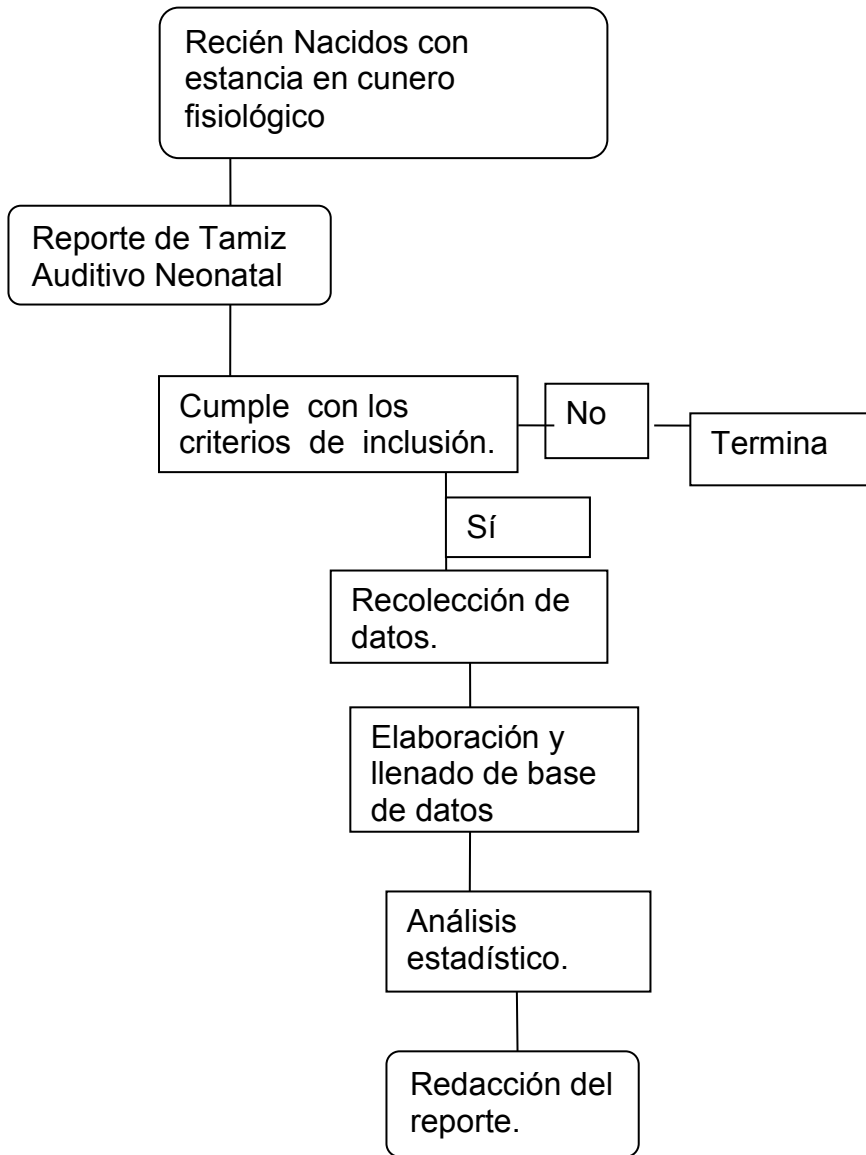 Recién Nacidos con
estancia en cunero
fisiológico
Reporte de Tamiz
Auditivo Neonatal
Cumple con los
criterios de inclusión.
No
Termina
Sí
Recolección de
datos.
Elaboración y
llenado de base
de datos
Análisis
estadístico.
Redacción del
reporte.